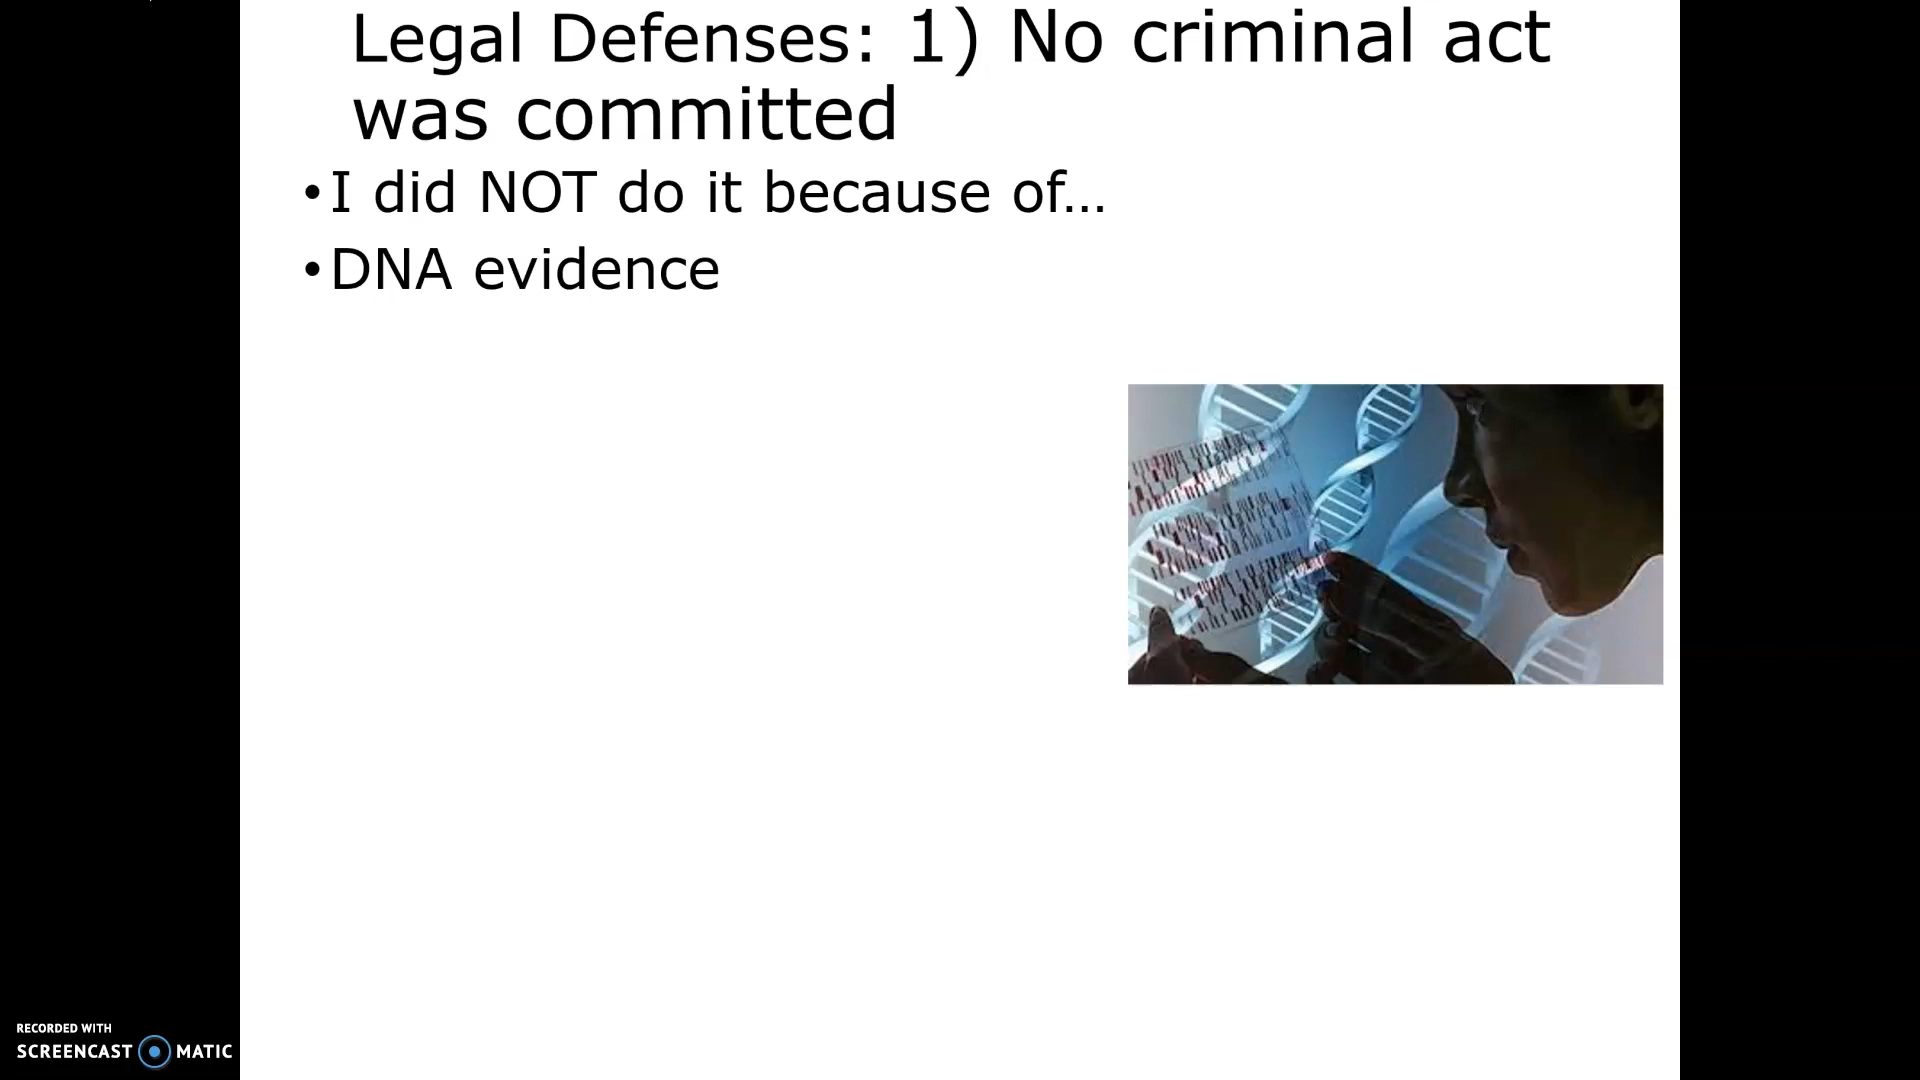 Legal Defenses: 1) No criminal act
was committed
•I did NOT do it because of…
•DNA evidence
RECORDED WITH
SCREENCAST MATIC